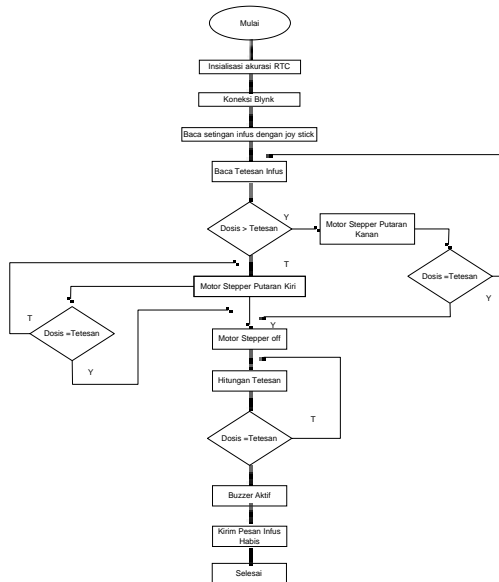 Mulai
Insialisasi akurasi RTC
Koneksi Blynk
Baca setingan infus dengan joy stick
Baca Tetesan Infus
Dosis > Tetesan
Y
Motor Stepper Putaran
Kanan
T
Dosis =Tetesan
Y
Motor Stepper Putaran Kiri
T
Dosis =Tetesan
Y
Y
Motor Stepper off
Hitungan Tetesan
Dosis =Tetesan
T
Buzzer Aktif
Kirim Pesan Infus
Habis
Selesai